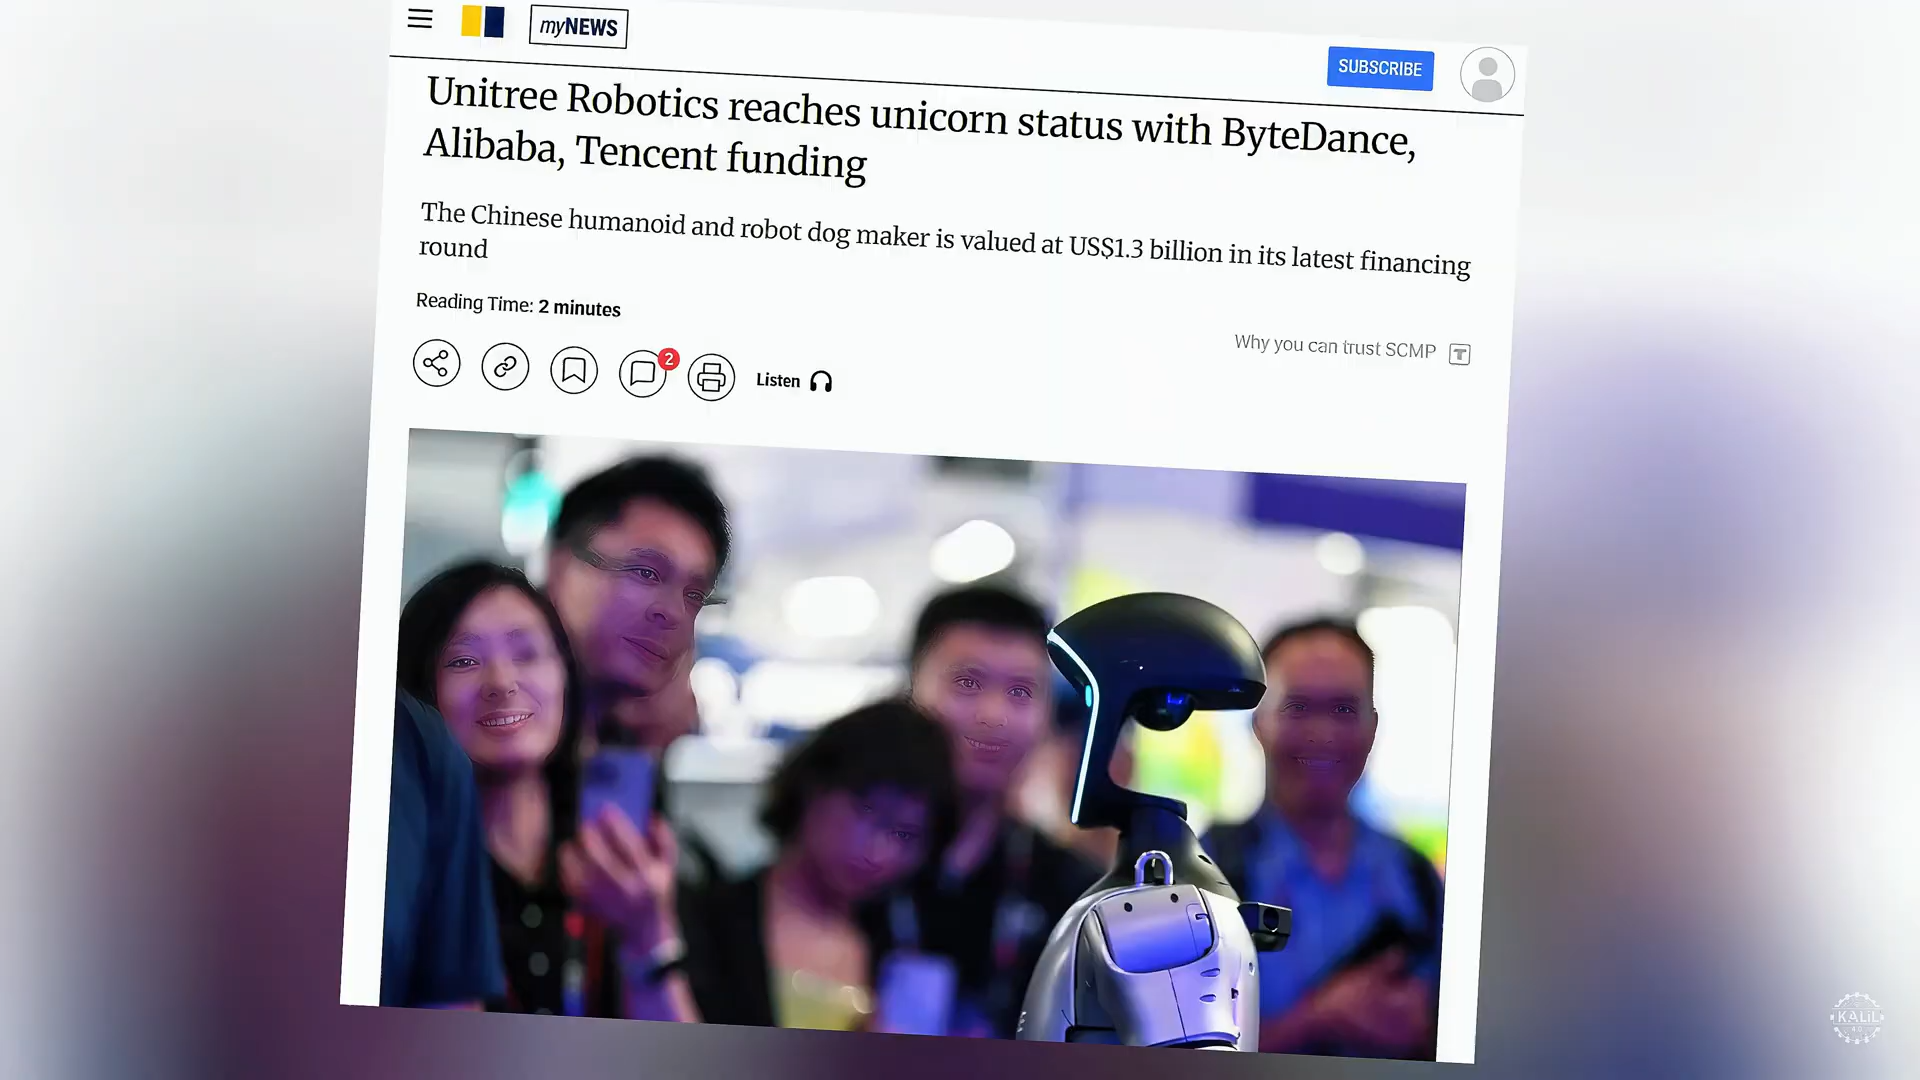 myNEWS
SUBSCRIBE
Unitree Robotics reaches unicorn status with ByteDance,
Alibaba, Tencent funding
The Chinese humanoid and robot dog maker is valued at US$1.3 billion in its latest financing
round
Reading Time: 2 minutes
Why you can trust SCMP T
2
Listen
KALiL
4.0